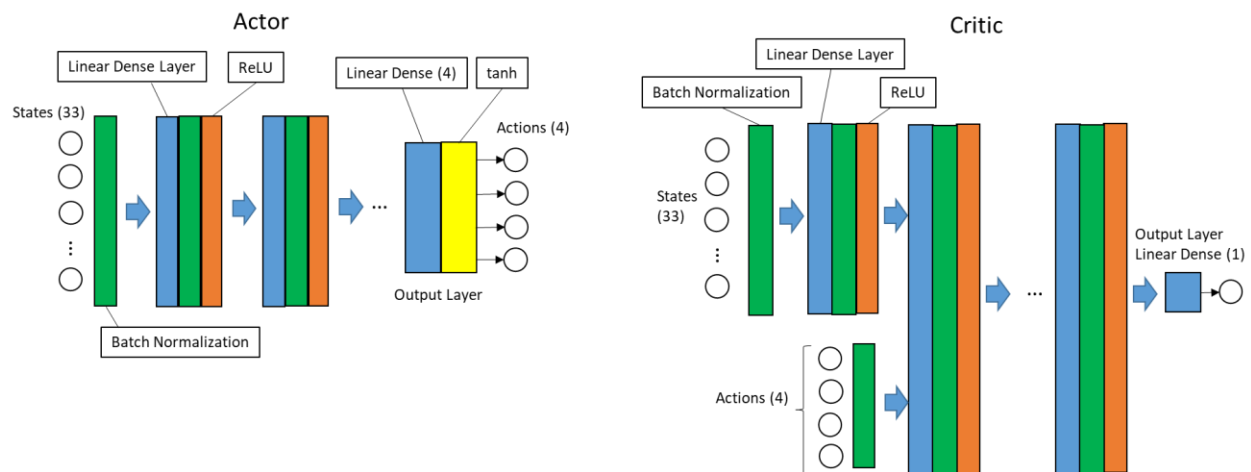 Actor
Linear Dense Layer
ReLU
Linear Dense (4)
tanh
States (33)
Actions (4)
...
...
Output Layer
Batch Normalization
Critic
Linear Dense Layer
Batch Normalization
ReLU
States
(33)
...
...
Output Layer
Linear Dense (1)
Actions (4)